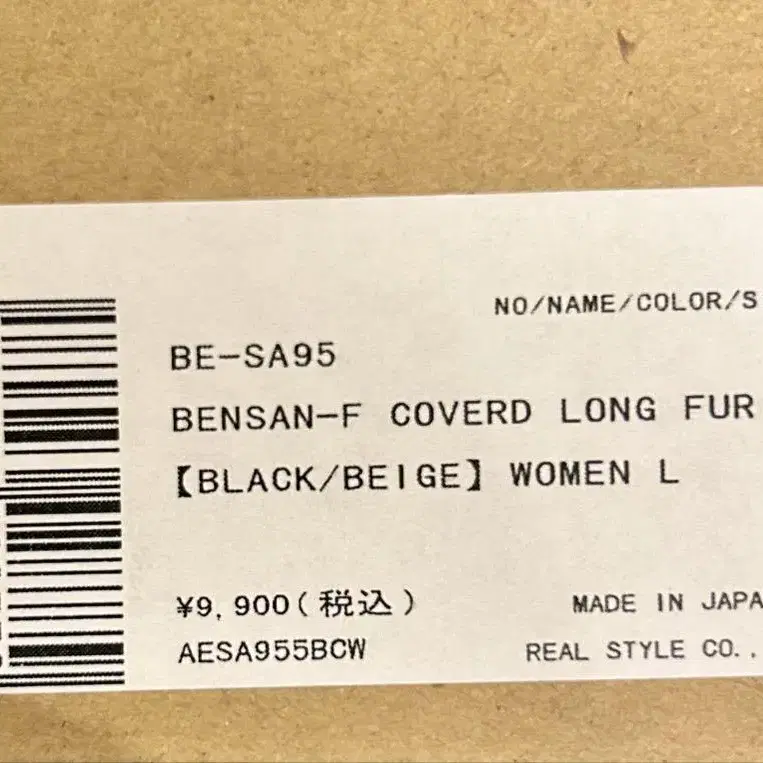 NO/NAME/COLOR/S
BE-SA95
BENSAN-F COVERD LONG FUR
【BLACK/BEIGE】WOMEN L
¥9,900(税込)
MADE IN JAPA
AESA955BCW
REAL STYLE CO.,